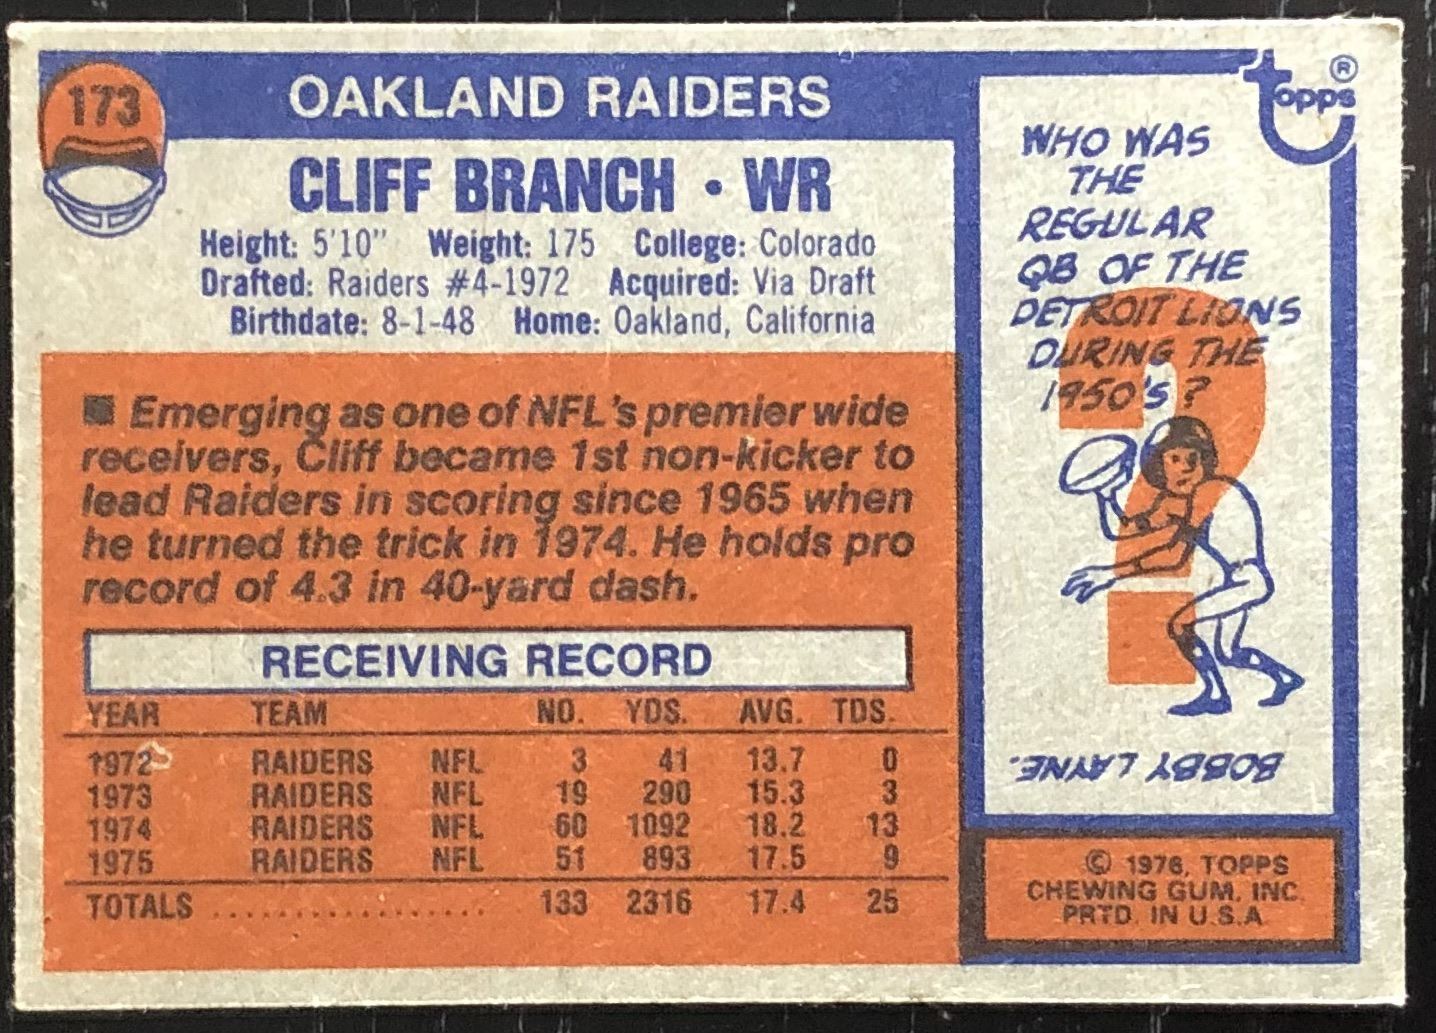 173
OAKLAND RAIDERS
CLIFF BRANCH • WR
Height: 5'10" Weight: 175 College: Colorado
Drafted: Raiders #4-1972 Acquired: Via Draft
Birthdate: 8-1-48 Home: Oakland, California
■ Emerging as one of NFL's premier wide
receivers, Cliff became 1st non-kicker to
lead Raiders in scoring since 1965 when
he turned the trick in 1974. He holds pro
record of 4.3 in 40-yard dash.
RECEIVING RECORD
YEAR TEAM NO. YDS. AVG. TDS.
1972 RAIDERS NFL 3 41 13.7 0
1973 RAIDERS NFL 19 290 15.3 3
1974 RAIDERS NFL 60 1092 18.2 13
1975 RAIDERS NFL 51 893 17.5 9
TOTALS .................. 133 2316 17.4 25
Topps ®
WHO WAS
THE
REGULAR
QB OF THE
DETROIT LIONS
DURING THE
1950's?
?
BOBBY LAYNE.
© 1976, TOPPS
CHEWING GUM, INC.
PRTD. IN U.S.A